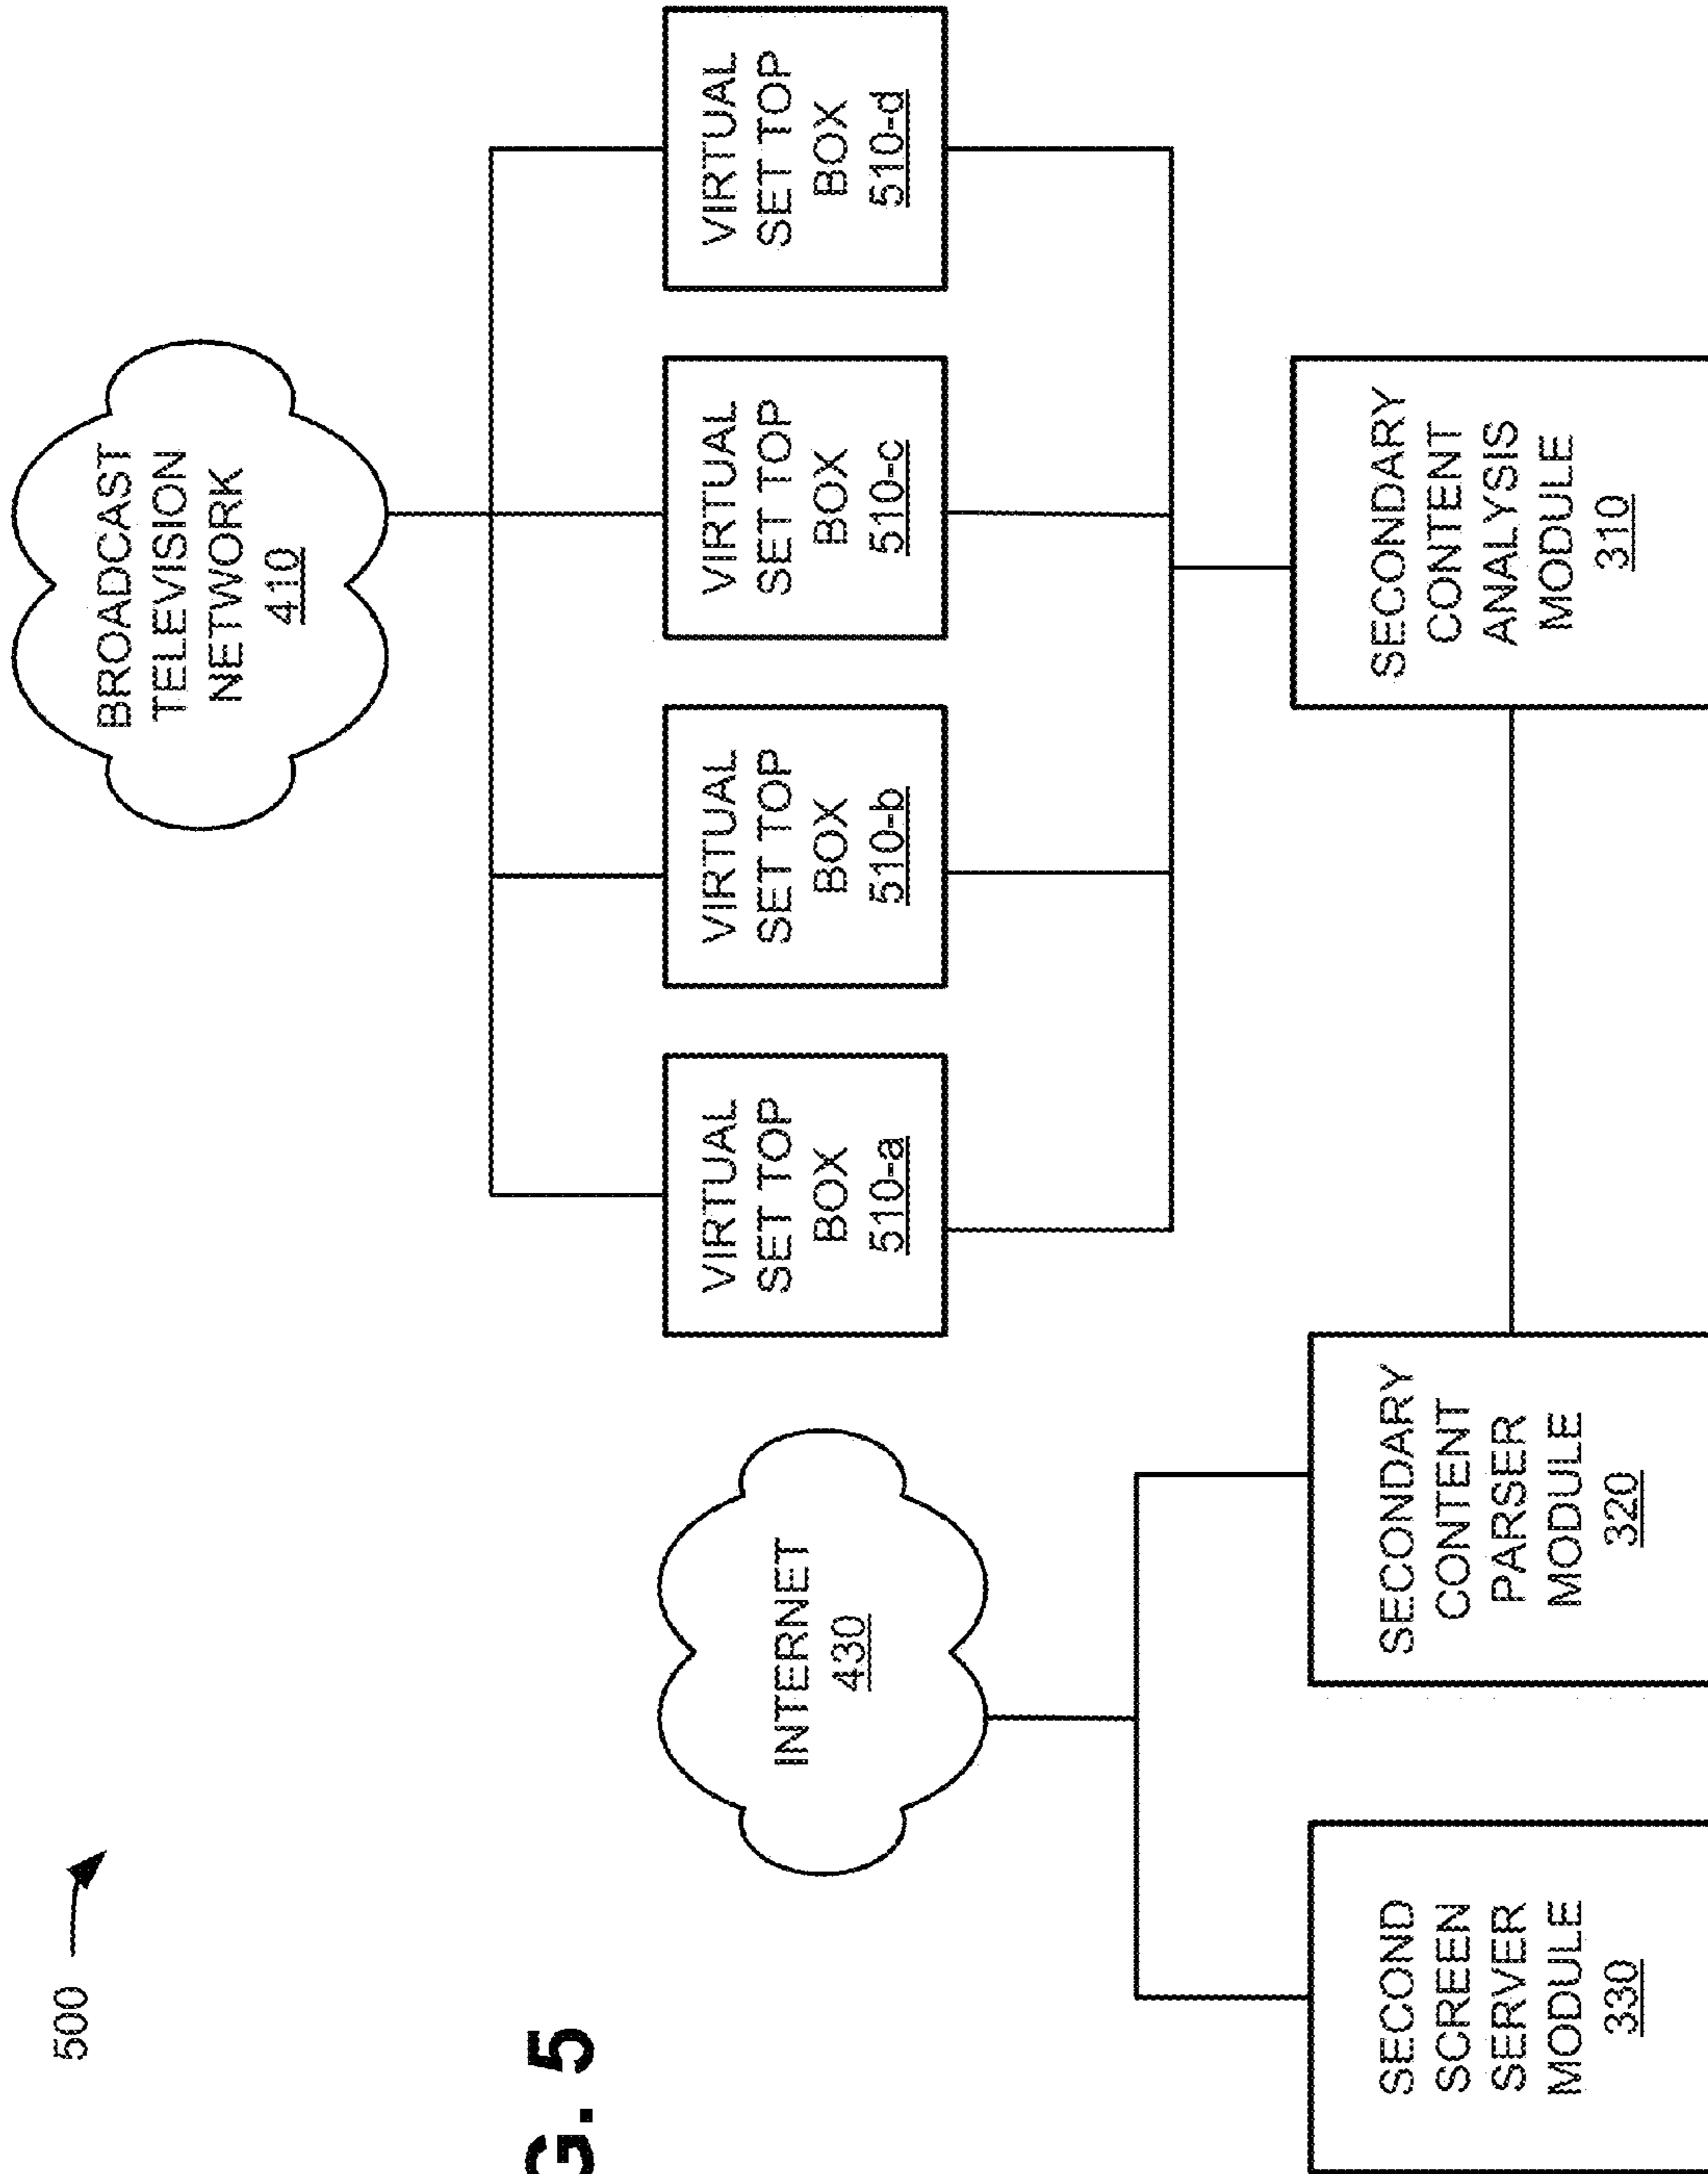 500
G. 5
BROADCAST
TELEVISION
NETWORK
410
INTERNET
430
VIRTUAL
SET TOP
BOX
510-a
VIRTUAL
SET TOP
BOX
510-b
VIRTUAL
SET TOP
BOX
510-c
VIRTUAL
SET TOP
BOX
510-d
SECOND
SCREEN
SERVER
MODULE
330
SECONDARY
CONTENT
PARSER
MODULE
320
SECONDARY
CONTENT
ANALYSIS
MODULE
310